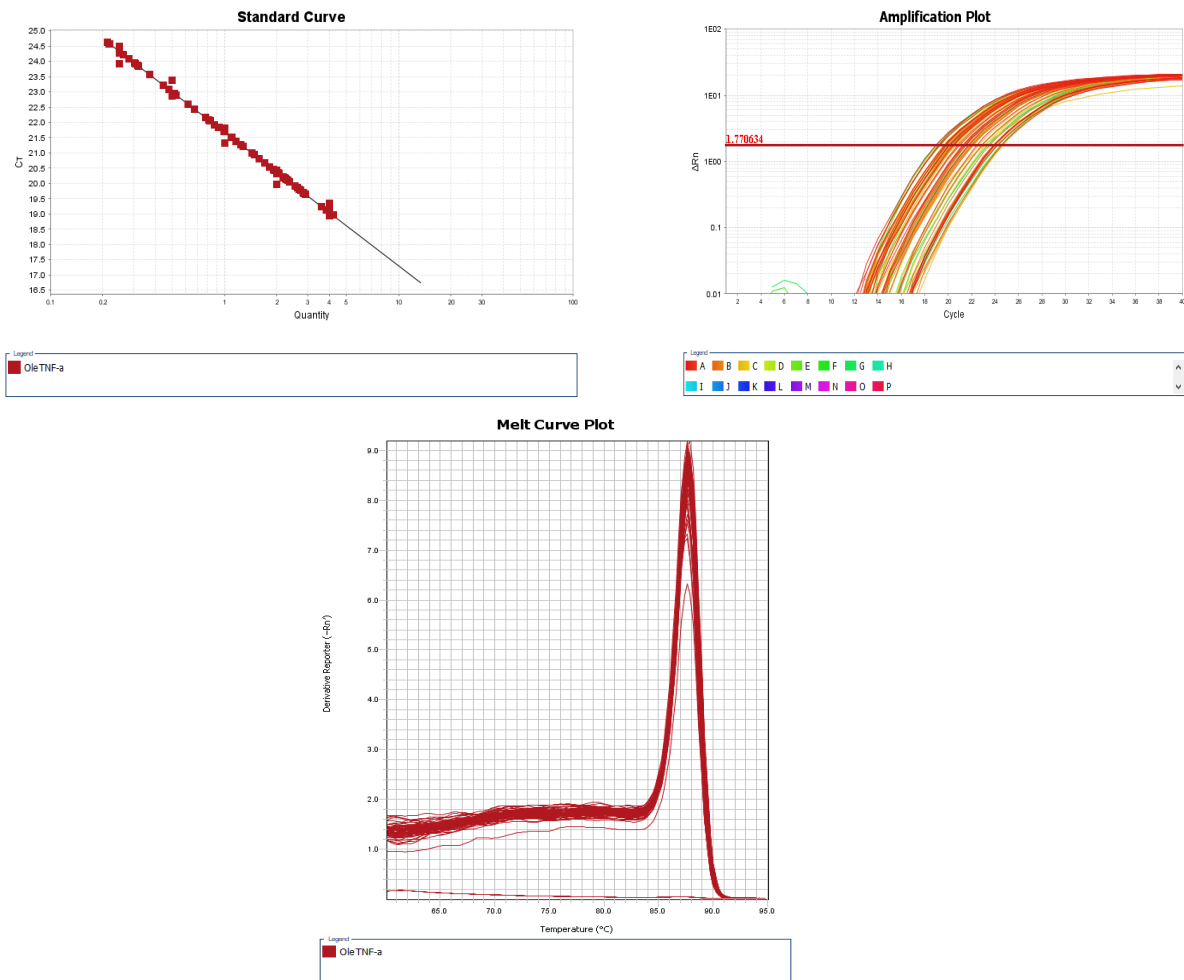 Standard Curve
25.0
24.5
24.0
23.5
23.0
22.5
22.0
21.5
21.0
20.5
20.0
19.5
19.0
18.5
18.0
17.5
17.0
16.5
CT
0.1 0.2 1 2 3 4 5 10 20 30 100
Quantity
Legend
OleTNF-a
Amplification Plot
1E02
1E01
1.770634
1E00
0.1
0.01
ΔRn
2 4 6 8 10 12 14 16 18 20 22 24 26 28 30 32 34 36 38 40
Cycle
Legend
A B C D E F G H
I J K L M N O P
Melt Curve Plot
9.0
8.0
7.0
6.0
5.0
4.0
3.0
2.0
1.0
Derivative Reporter (-Rn')
65.0 70.0 75.0 80.0 85.0 90.0 95.0
Temperature (°C)
Legend
OleTNF-a